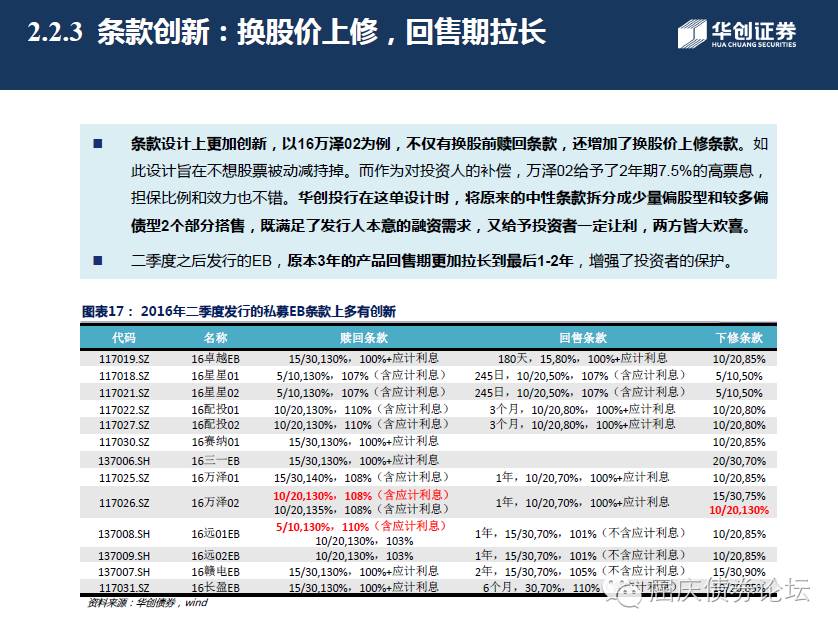 2.2.3 条款创新：换股价上修，回售期拉长
华创证券
HUA CHUANG SECURITIES
条款设计上更加创新，以16万泽02为例，不仅有换股前赎回条款，还增加了换股价上修条款。如
此设计旨在不想股票被动减持掉。而作为对投资人的补偿，万泽02给予了2年期7.5%的高票息，
担保比例和效力也不错。华创投行在这单设计时，将原来的中性条款拆分成少量偏股型和较多偏
债型2个部分搭售，既满足了发行人本意的融资需求，又给予投资者一定让利，两方皆大欢喜。
二季度之后发行的EB，原本3年的产品回售期更加拉长到最后1-2年，增强了投资者的保护。
图表17： 2016年二季度发行的私募EB条款上多有创新
代码 名称 赎回条款 回售条款 下修条款
117019.SZ 16卓越EB 15/30,130%，100%+应计利息 180天，15,80%，100%+应计利息 10/20,85%
117018.SZ 16星星01 5/10,130%，107%（含应计利息） 245日，10/20,50%，107%（含应计利息） 5/10,50%
117021.SZ 16星星02 5/10,130%，107%（含应计利息） 245日，10/20,50%，107%（含应计利息） 5/10,50%
117022.SZ 16配投01 10/20,130%，110%（含应计利息） 3个月，10/20,80%，100%+应计利息 10/20,80%
117027.SZ 16配投02 10/20,130%，110%（含应计利息） 3个月，10/20,80%，100%+应计利息 10/20,80%
117030.SZ 16赛纳01 15/30,130%，100%+应计利息 10/20,85%
137006.SH 16三一EB 15/30,130%，100%+应计利息 20/30,70%
117025.SZ 16万泽01 15/30,140%，108%（含应计利息） 1年，10/20,70%，100%+应计利息 10/20,85%
117026.SZ 16万泽02 10/20,130%，108%（含应计利息） 1年，10/20,70%，100%+应计利息 15/30,75%
10/20,135%，108%（含应计利息） 10/20,130%
137008.SH 16远01EB 5/10,130%，110%（含应计利息） 1年，15/30,70%，101%（不含应计利息） 10/20,85%
10/20,130%，103%
137009.SH 16远02EB 10/20,130%，103% 1年，15/30,70%，101%（不含应计利息） 10/20,85%
137007.SH 16赣电EB 15/30,130%，100%+应计利息 2年，15/30,70%，105%（不含应计利息） 15/30,90%
117031.SZ 16长盈EB 15/30,130%，100%+应计利息 6个月，30,70%，110% 计利息） 10/20,85%
资料来源：华创债券，wind
屈庆债券论坛